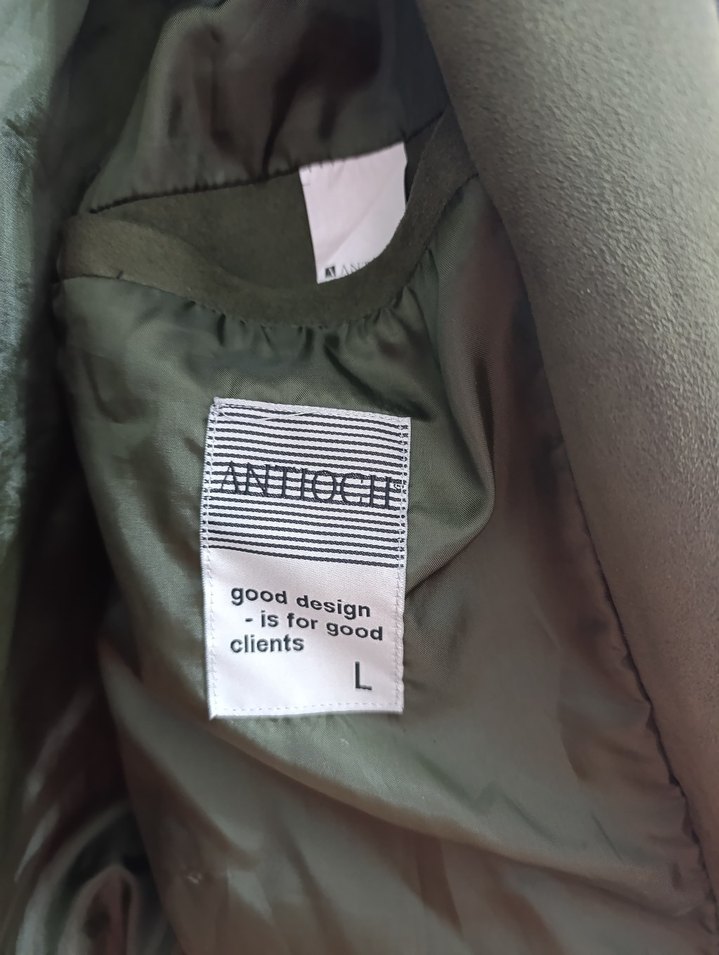 ANTIOCH
good design
- is for good
clients
L